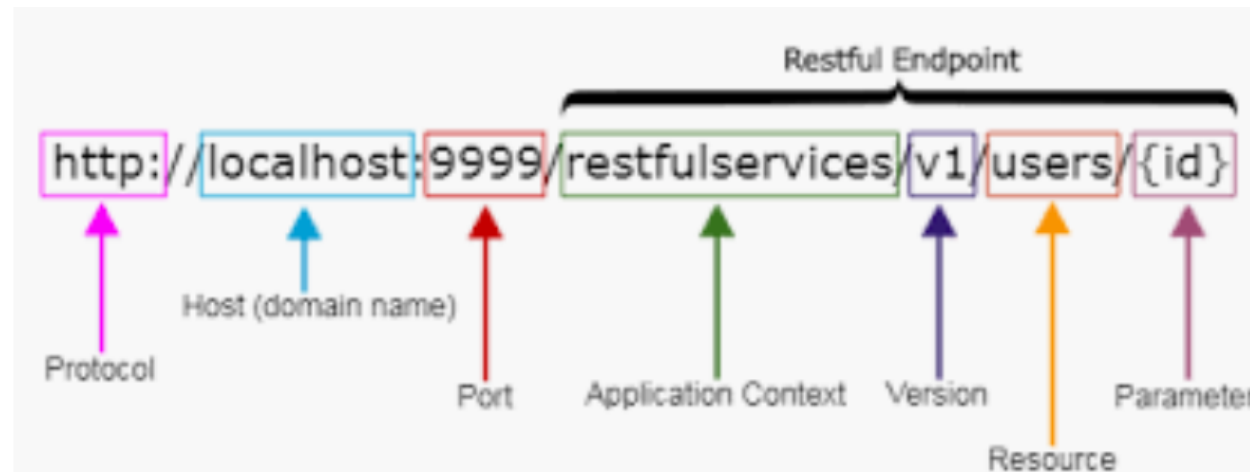 Restful Endpoint
http://localhost:9999/restfulservices/v1/users/{id}
Host (domain name)
Protocol
Port
Application Context
Version
Parameter
Resource